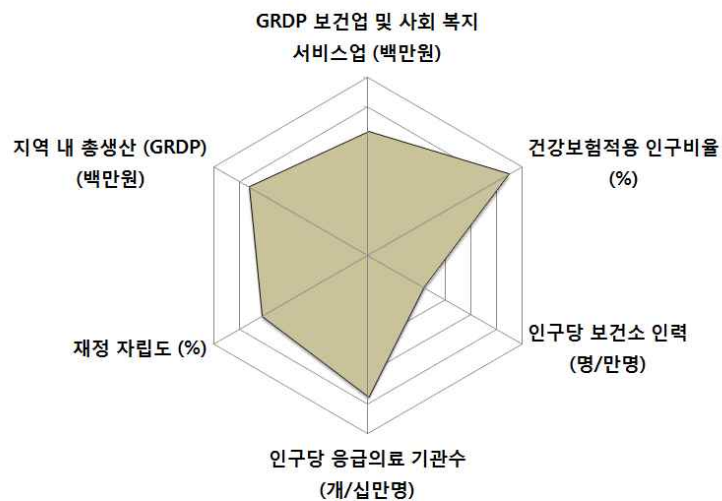 GRDP 보건업 및 사회 복지
서비스업 (백만원)
지역 내 총생산 (GRDP)
(백만원)
건강보험적용 인구비율
(%)
재정 자립도 (%)
인구당 보건소 인력
(명/만명)
인구당 응급의료 기관수
(개/십만명)